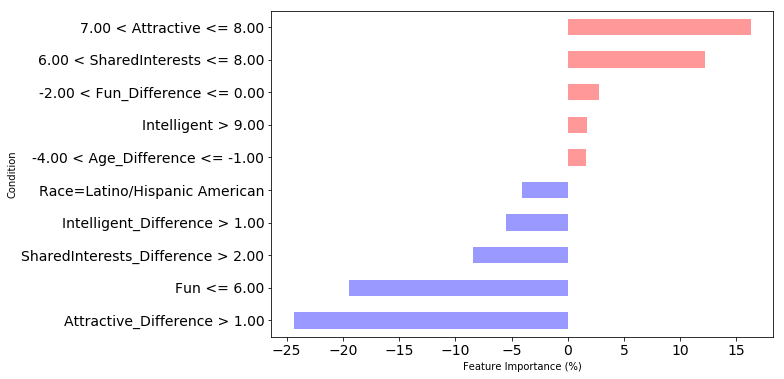 7.00 < Attractive <= 8.00
6.00 < SharedInterests <= 8.00
-2.00 < Fun_Difference <= 0.00
Intelligent > 9.00
-4.00 < Age_Difference <= -1.00
Race=Latino/Hispanic American
Intelligent_Difference > 1.00
SharedInterests_Difference > 2.00
Fun <= 6.00
Attractive_Difference > 1.00
Condition
−25 −20 −15 −10 −5 0 5 10 15
Feature Importance (%)